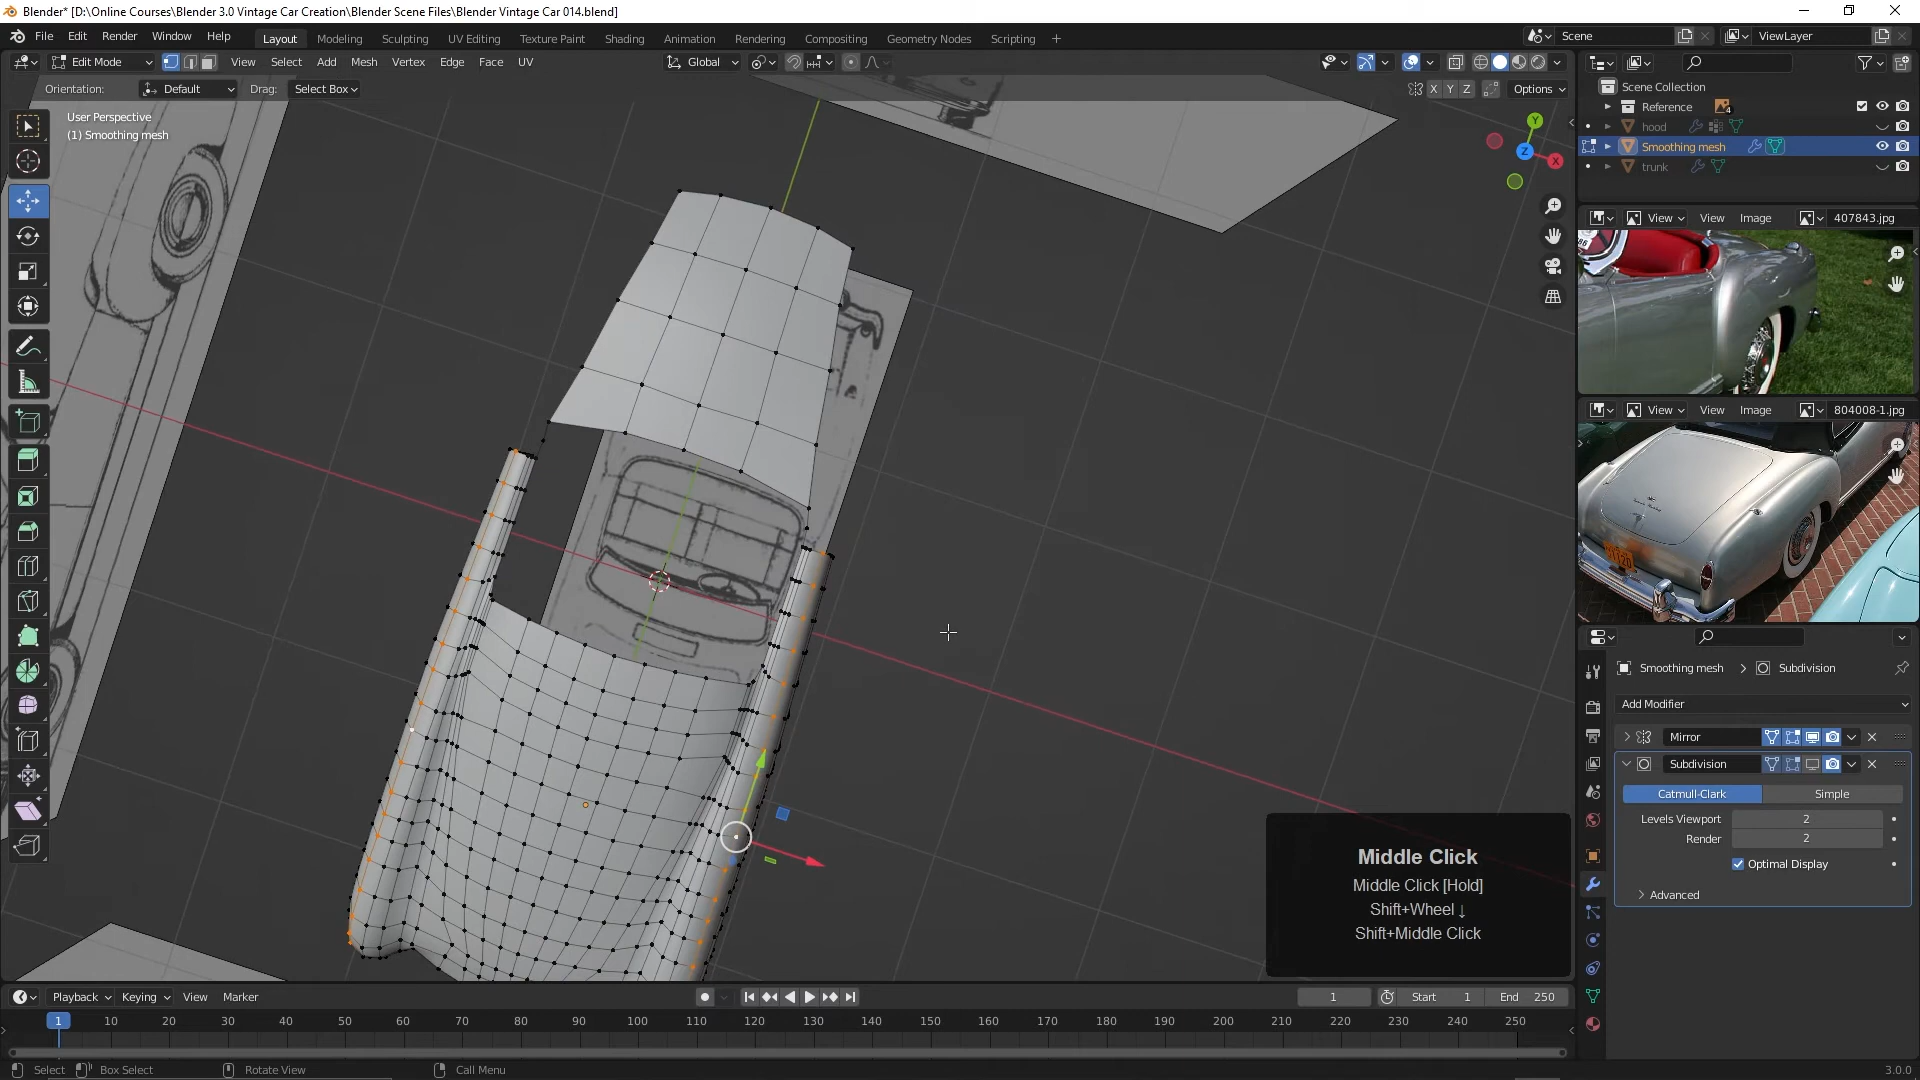 Blender* [D:\Online Courses\Blender 3.0 Vintage Car Creation\Blender Scene Files\Blender Vintage Car 014.blend]
File Edit Render Window Help
Layout Modeling Sculpting UV Editing Texture Paint Shading Animation Rendering Compositing Geometry Nodes Scripting +
Scene
ViewLayer
Edit Mode View Select Add Mesh Vertex Edge Face UV Global
Orientation: Default Drag: Select Box
X Y Z Options
User Perspective
(1) Smoothing mesh
Y
Z
X
Scene Collection
Reference
hood
Smoothing mesh
trunk
View View Image 407843.jpg
View View Image 804008-1.jpg
Smoothing mesh > Subdivision
Add Modifier
Mirror
Subdivision
Catmull-Clark Simple
Levels Viewport 2
Render 2
Optimal Display
Advanced
Middle Click
Middle Click [Hold]
Shift+Wheel ↓
Shift+Middle Click
Playback Keying View Marker
1 Start 1 End 250
1 10 20 30 40 50 60 70 80 90 100 110 120 130 140 150 160 170 180 190 200 210 220 230 240 250
Select Box Select Rotate View Call Menu 3.0.0